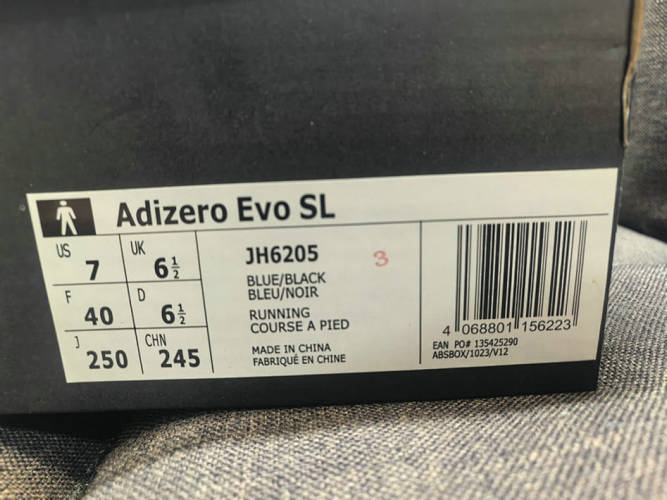 Adizero Evo SL
US 7 UK 6½
F 40 D 6½
J 250 CHN 245
JH6205
3
BLUE/BLACK
BLEU/NOIR
RUNNING
COURSE A PIED
MADE IN CHINA
FABRIQUÉ EN CHINE
4 068801 156223
EAN PO# 135425290
ABSBOX/1023/V12